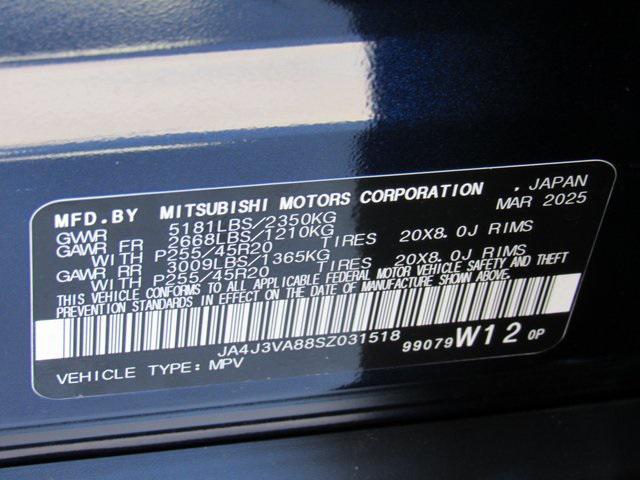 MFD.BY MITSUBISHI MOTORS CORPORATION . JAPAN
GVWR 5181LBS/2350KG MAR 2025
GAWR FR 2668LBS/1210KG
WITH P255/45R20 TIRES 20X8.0J RIMS
GAWR RR 3009LBS/1365KG
WITH P255/45R20 TIRES 20X8.0J RIMS
THIS VEHICLE CONFORMS TO ALL APPLICABLE FEDERAL MOTOR VEHICLE SAFETY AND THEFT
PREVENTION STANDARDS IN EFFECT ON THE DATE OF MANUFACTURE SHOWN ABOVE.
JA4J3VA88SZ031518
VEHICLE TYPE: MPV 99079 W12 0P